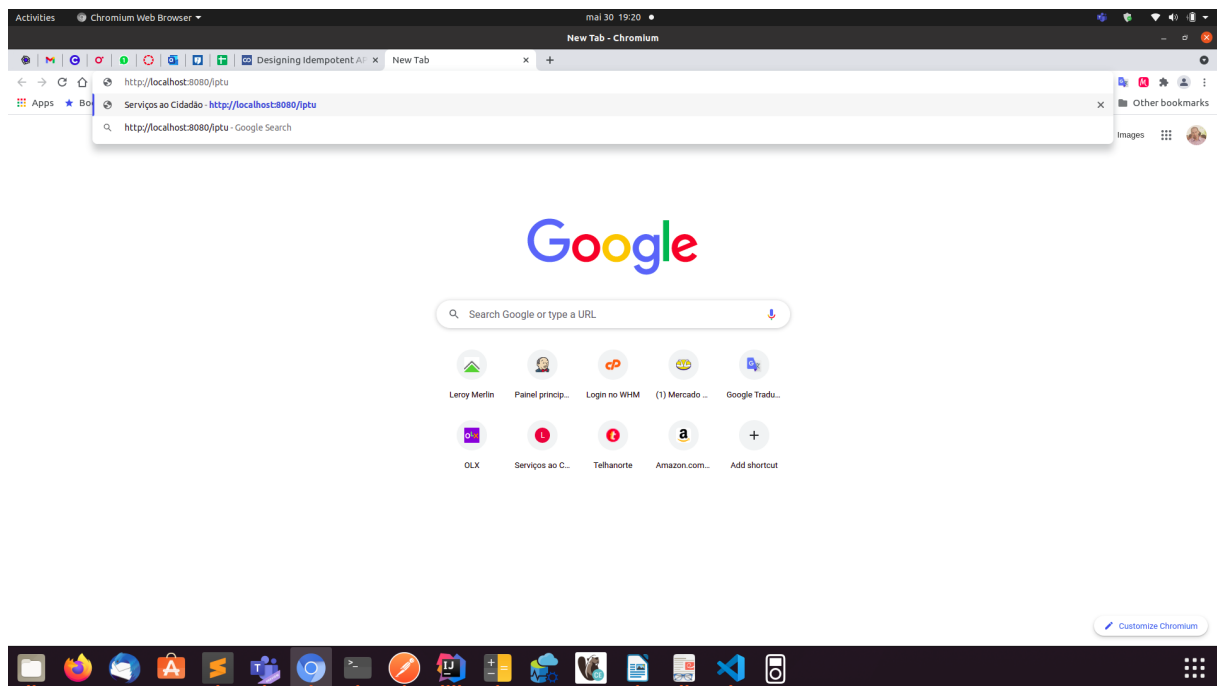 Activities Chromium Web Browser mai 30 19:20
New Tab - Chromium
Designing Idempotent AP New Tab
http://localhost:8080/iptu
Apps Bo Other bookmarks
Serviços ao Cidadão - http://localhost:8080/iptu
http://localhost:8080/iptu - Google Search
Images
Google
Search Google or type a URL
Leroy Merlin Painel princip... Login no WHM (1) Mercado ... Google Tradu...
OLX Serviços ao C... Telhanorte Amazon.com... Add shortcut
Customize Chromium